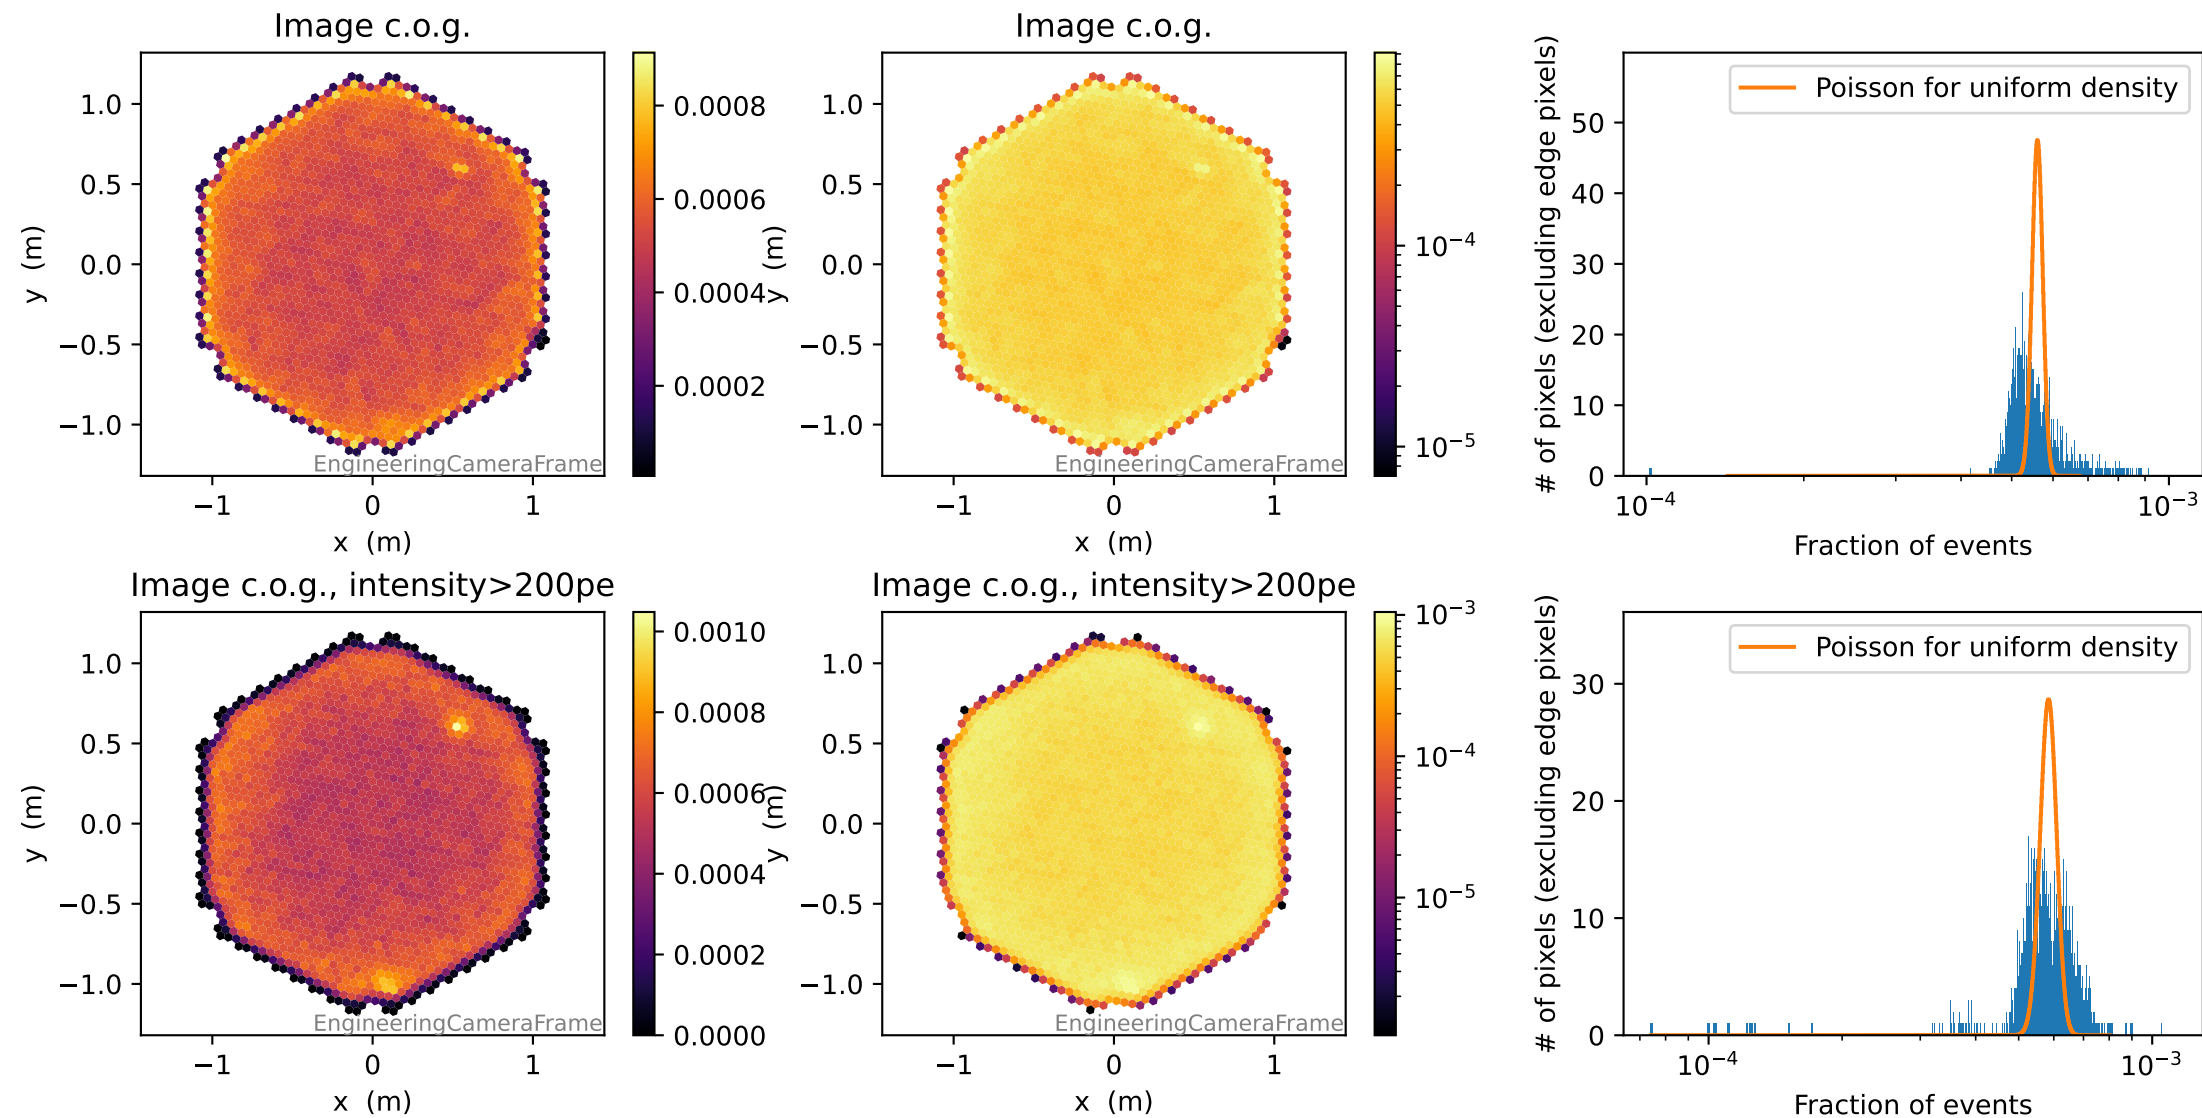 Image c.o.g.
1.0
0.5
0.0
−0.5
−1.0
y (m)
−1
0
1
x (m)
EngineeringCameraFrame
0.0008
0.0006
0.0004
0.0002
Image c.o.g.
1.0
0.5
0.0
−0.5
−1.0
y (m)
−1
0
1
x (m)
EngineeringCameraFrame
10−4
10−5
Poisson for uniform density
50
40
30
20
10
0
# of pixels (excluding edge pixels)
10−4
10−3
Fraction of events
Image c.o.g., intensity>200pe
1.0
0.5
0.0
−0.5
−1.0
y (m)
−1
0
1
x (m)
EngineeringCameraFrame
0.0010
0.0008
0.0006
0.0004
0.0002
0.0000
Image c.o.g., intensity>200pe
1.0
0.5
0.0
−0.5
−1.0
y (m)
−1
0
1
x (m)
EngineeringCameraFrame
10−3
10−4
10−5
Poisson for uniform density
30
20
10
0
# of pixels (excluding edge pixels)
10−4
10−3
Fraction of events